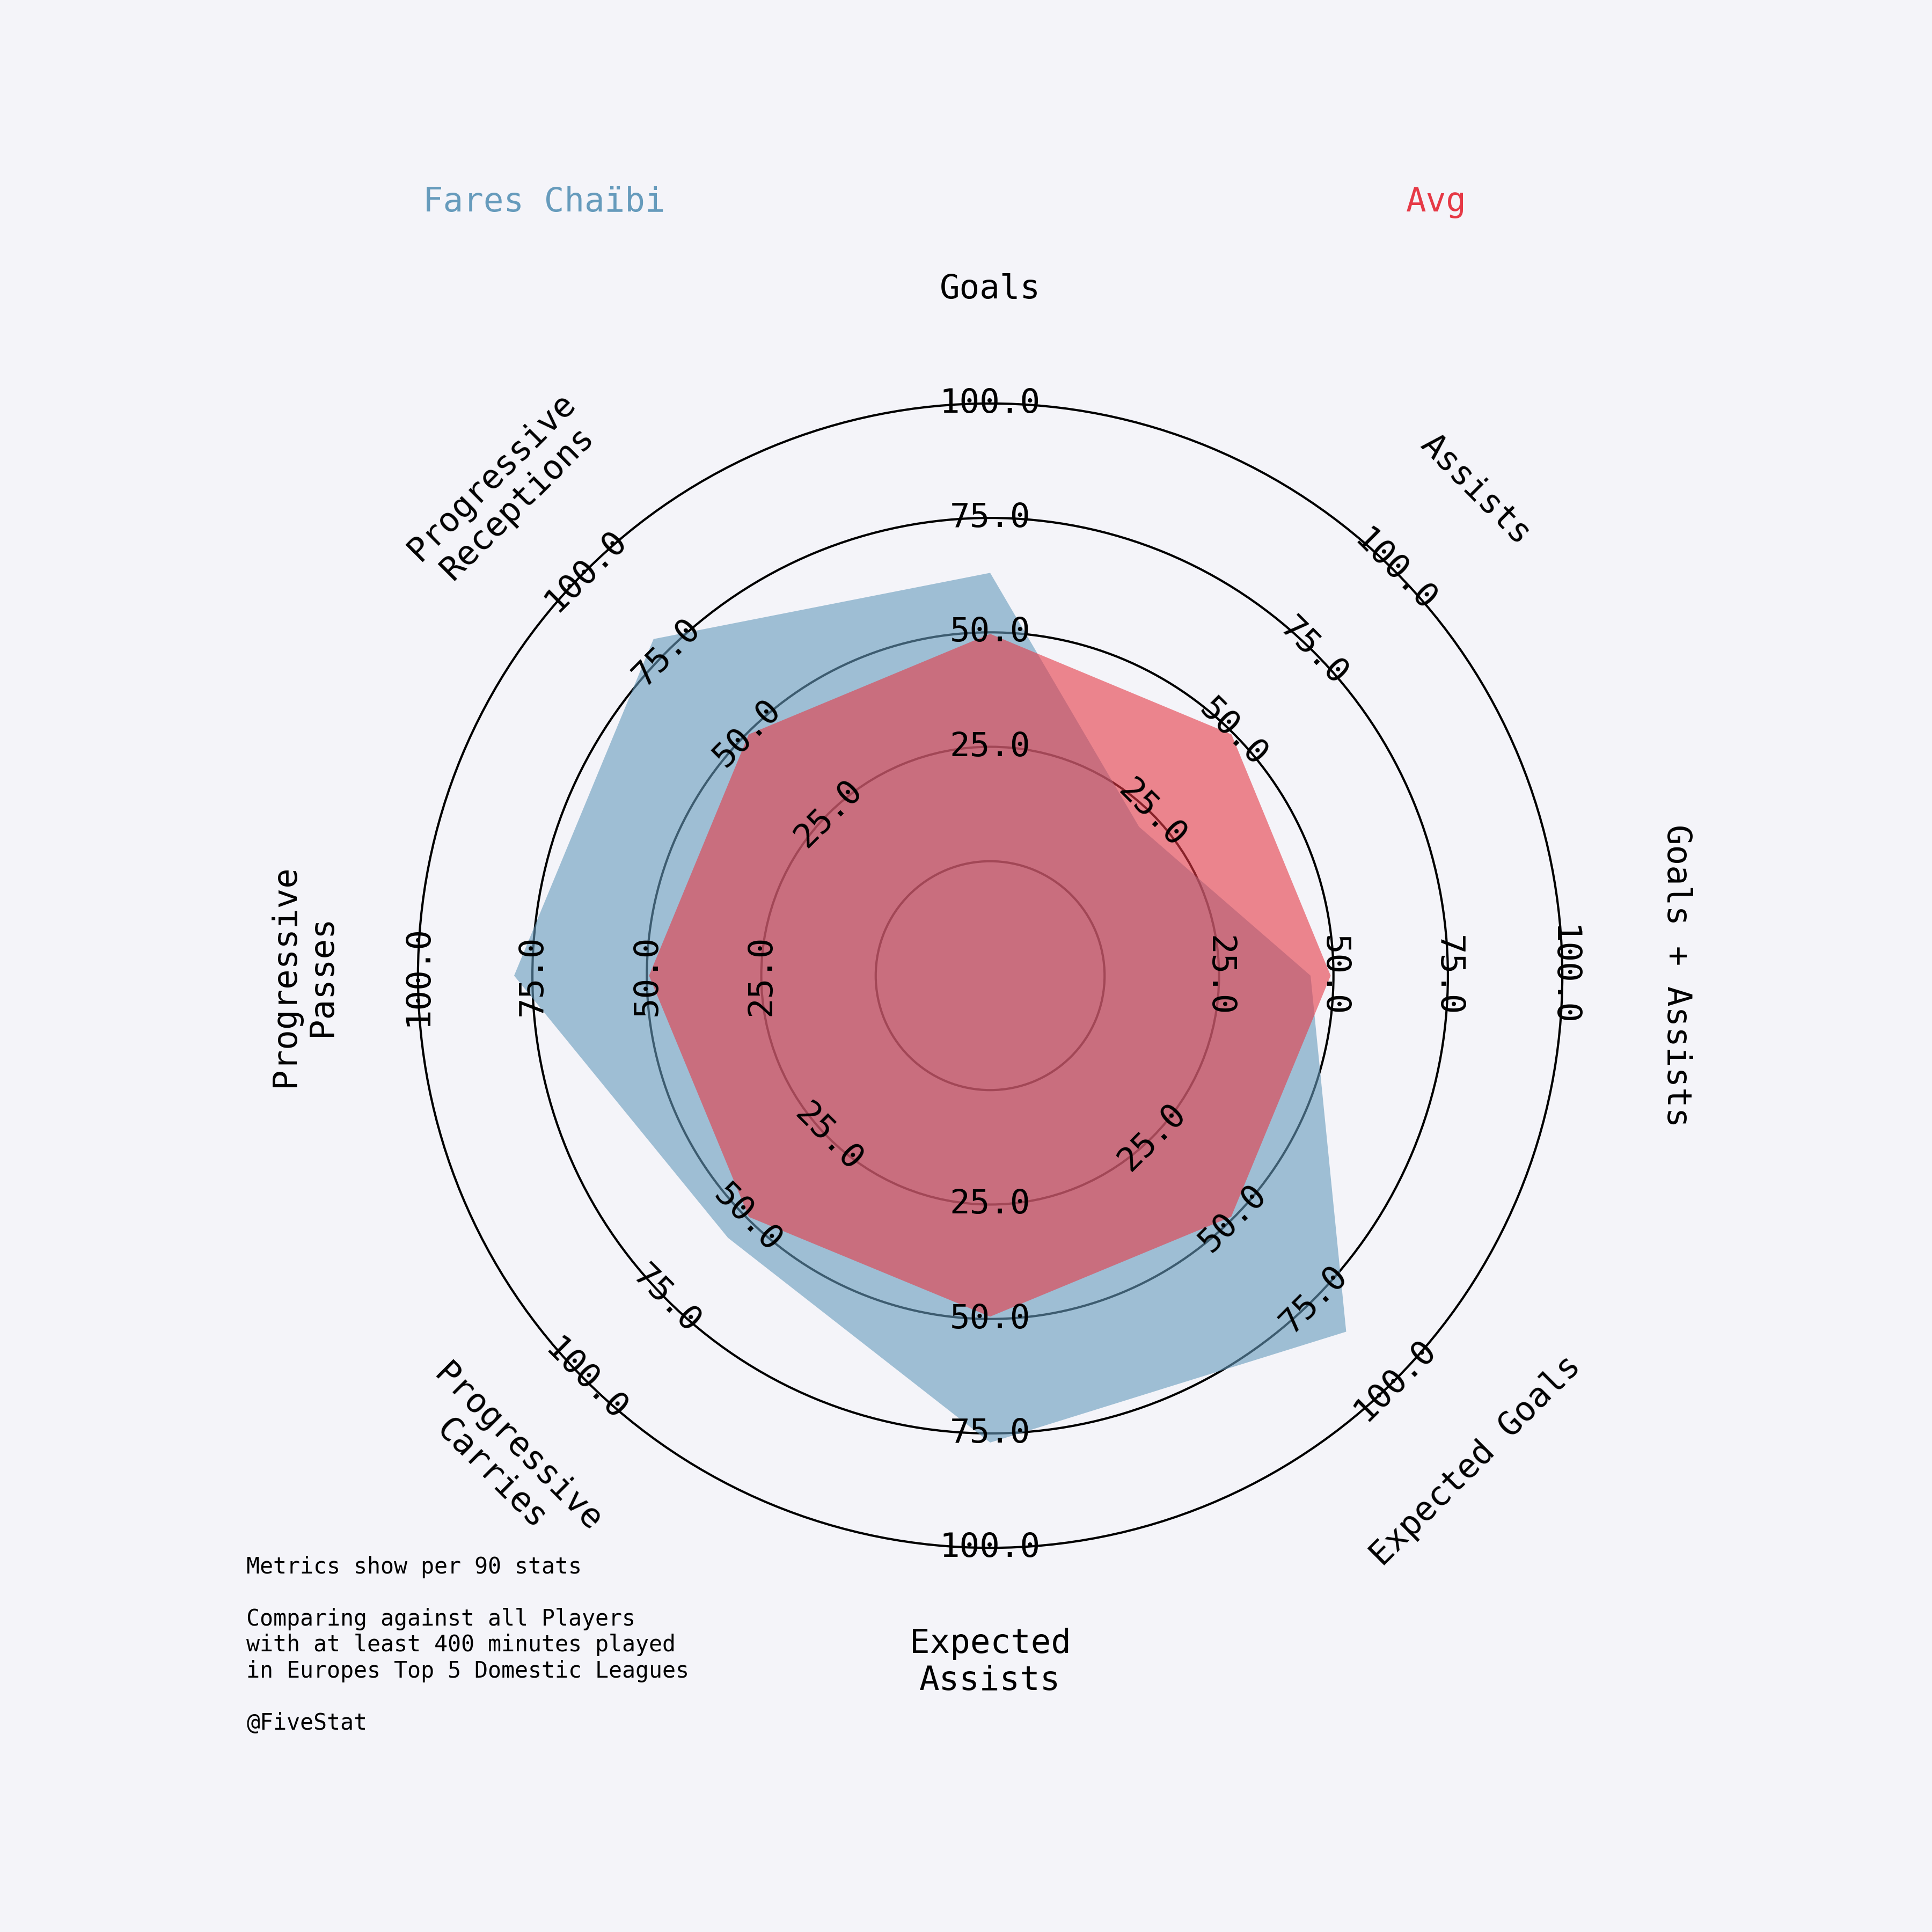 Fares Chaïbi
Avg
Goals
Assists
Goals + Assists
Expected Goals
Expected
Assists
Progressive
Carries
Progressive
Passes
Progressive
Receptions
25.0
50.0
75.0
100.0
25.0
50.0
75.0
100.0
25.0
50.0
75.0
100.0
25.0
50.0
75.0
100.0
25.0
50.0
75.0
100.0
25.0
50.0
75.0
100.0
25.0
50.0
75.0
100.0
25.0
50.0
75.0
100.0
Metrics show per 90 stats
Comparing against all Players
with at least 400 minutes played
in Europes Top 5 Domestic Leagues
@FiveStat